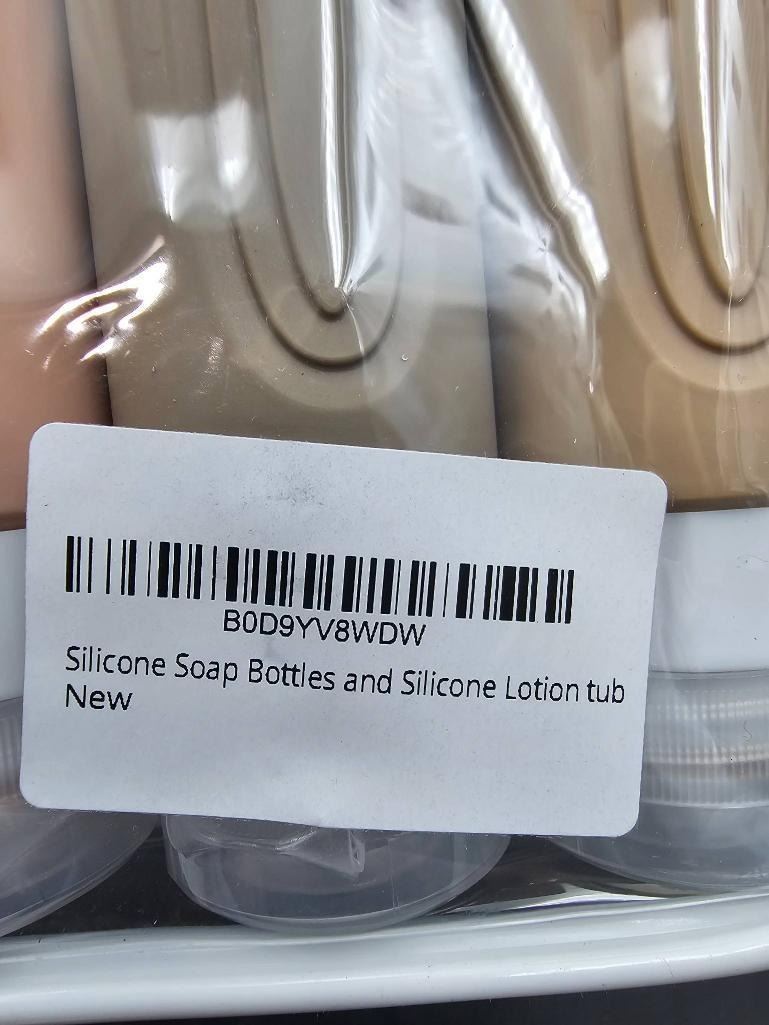 B0D9YV8WDW
Silicone Soap Bottles and Silicone Lotion tub
New